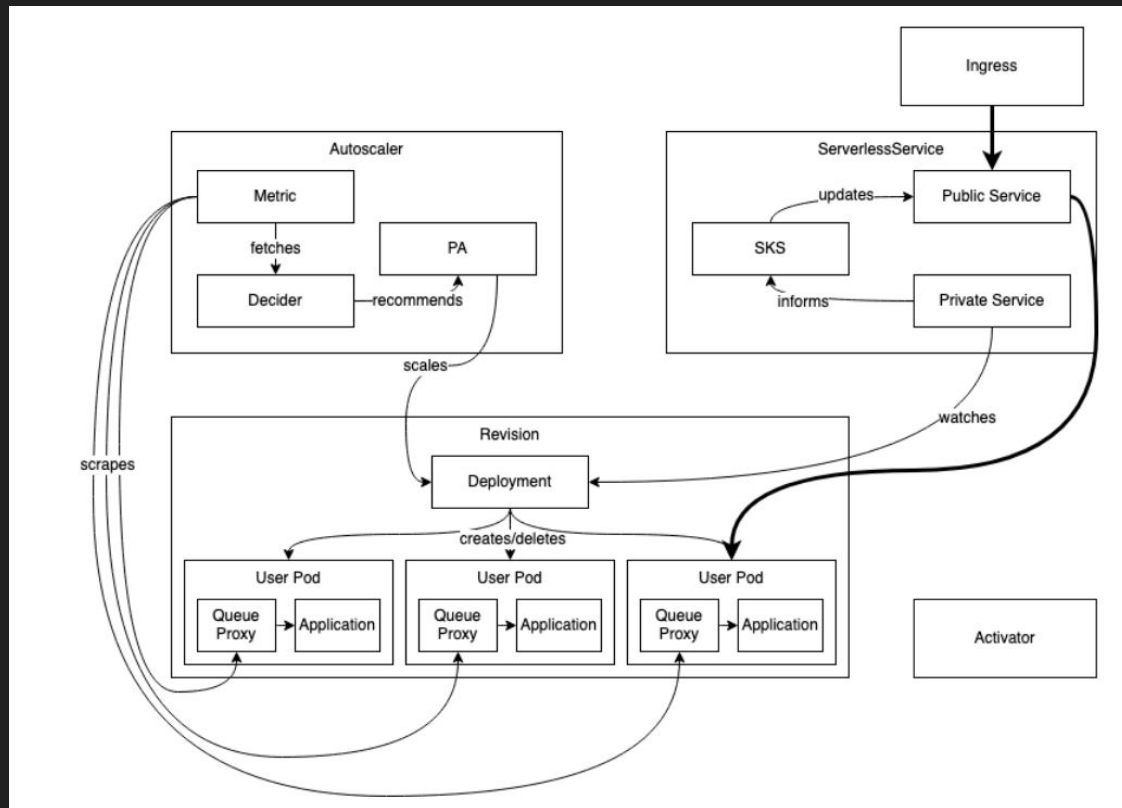 Ingress
Autoscaler
ServerlessService
Metric
updates
Public Service
fetches
PA
SKS
Decider
recommends
informs
Private Service
scales
watches
Revision
scrapes
Deployment
creates/deletes
User Pod
User Pod
User Pod
Queue
Proxy
Application
Queue
Proxy
Application
Queue
Proxy
Application
Activator